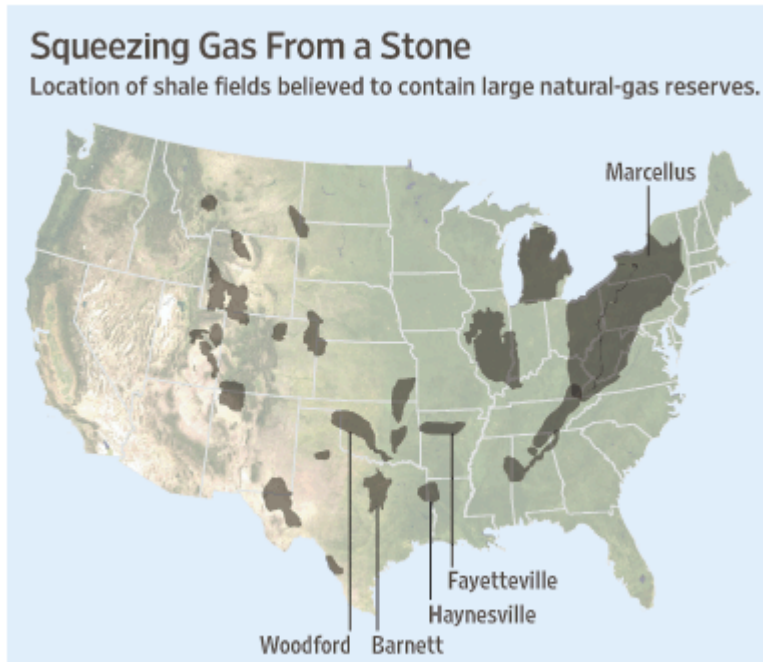 Squeezing Gas From a Stone
Location of shale fields believed to contain large natural-gas reserves.
Marcellus
Fayetteville
Haynesville
Woodford
Barnett